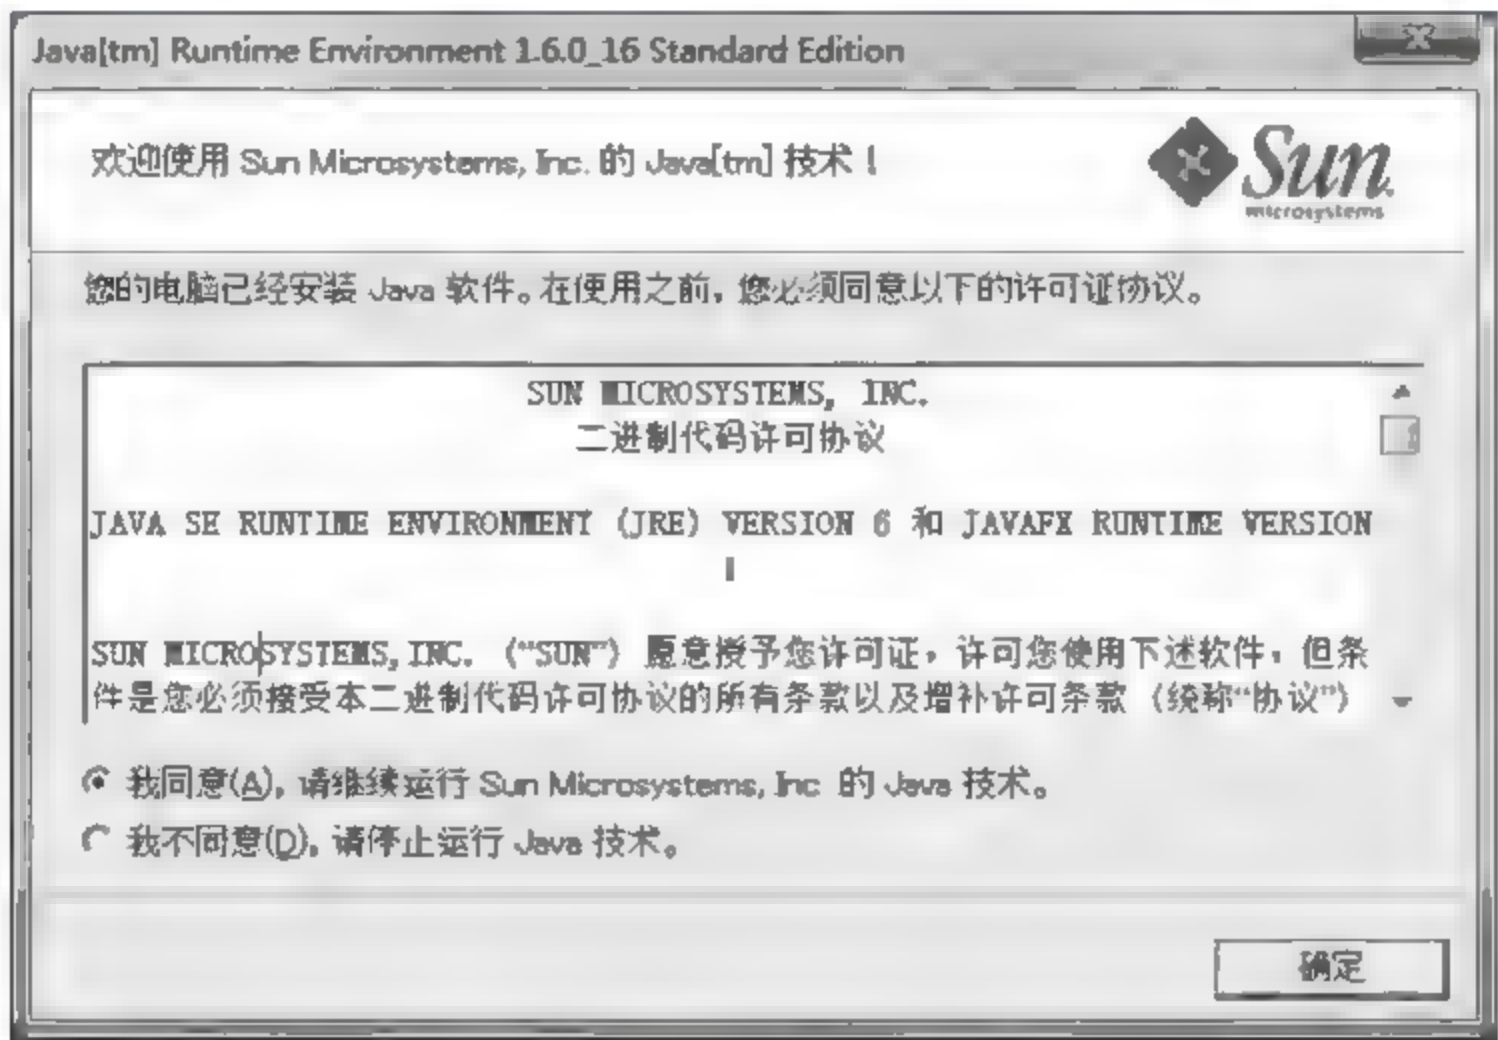 Java[tm] Runtime Environment 1.6.0_16 Standard Edition
欢迎使用 Sun Microsystems, Inc. 的 Java[tm] 技术！
Sun
microsystems
您的电脑已经安装 Java 软件。在使用之前，您必须同意以下的许可证协议。
SUN MICROSYSTEMS, INC.
二进制代码许可协议
JAVA SE RUNTIME ENVIRONMENT (JRE) VERSION 6 和 JAVAFX RUNTIME VERSION
1
SUN MICROSYSTEMS,INC. (“SUN”) 愿意授予您许可证，许可您使用下述软件，但条
件是您必须接受本二进制代码许可协议的所有条款以及增补许可条款 (统称“协议”)
我同意(A)，请继续运行 Sun Microsystems, Inc 的 Java 技术。
我不同意(D)，请停止运行 Java 技术。
确定